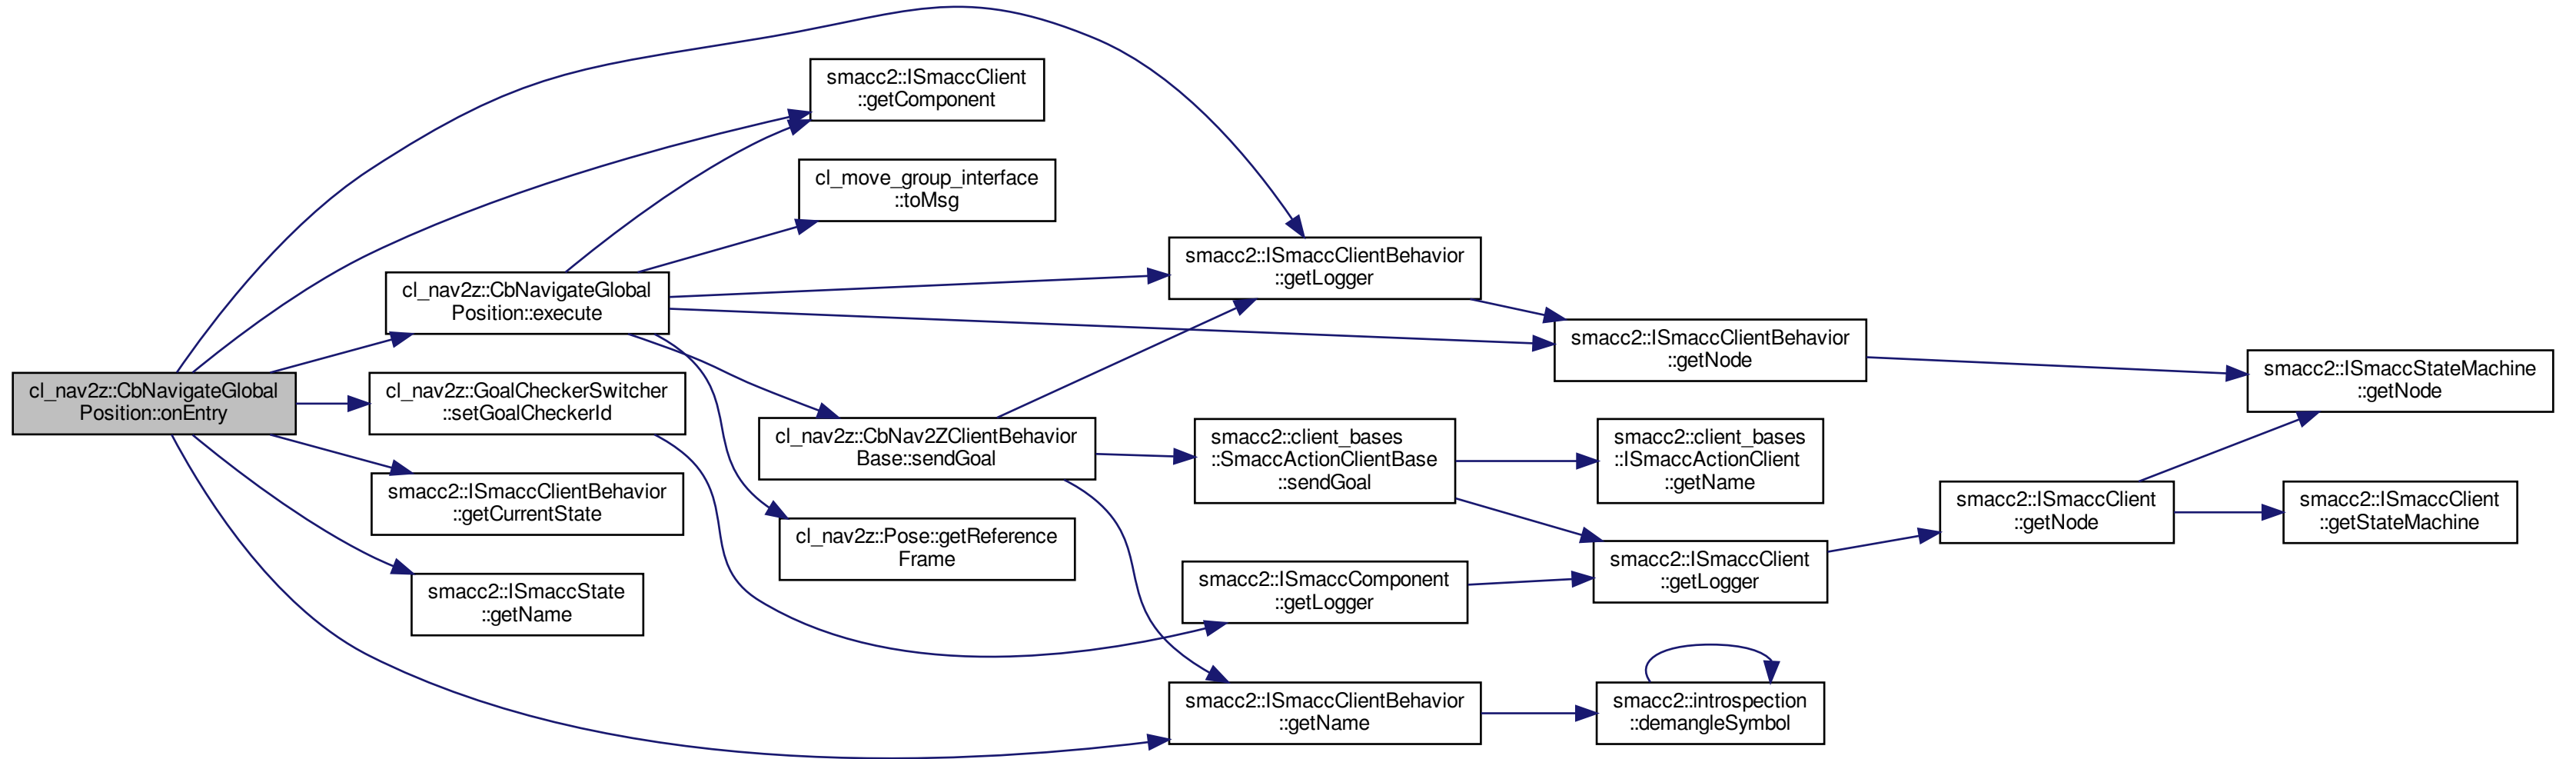 cl_nav2z::CbNavigateGlobal
Position::onEntry
smacc2::ISmaccClient
::getComponent
cl_move_group_interface
::toMsg
cl_nav2z::CbNavigateGlobal
Position::execute
cl_nav2z::GoalCheckerSwitcher
::setGoalCheckerId
smacc2::ISmaccClientBehavior
::getCurrentState
smacc2::ISmaccState
::getName
cl_nav2z::CbNav2ZClientBehavior
Base::sendGoal
cl_nav2z::Pose::getReference
Frame
smacc2::ISmaccClientBehavior
::getLogger
smacc2::client_bases
::SmaccActionClientBase
::sendGoal
smacc2::ISmaccComponent
::getLogger
smacc2::ISmaccClientBehavior
::getName
smacc2::ISmaccClientBehavior
::getNode
smacc2::client_bases
::ISmaccActionClient
::getName
smacc2::ISmaccClient
::getLogger
smacc2::introspection
::demangleSymbol
smacc2::ISmaccClient
::getNode
smacc2::ISmaccStateMachine
::getNode
smacc2::ISmaccClient
::getStateMachine